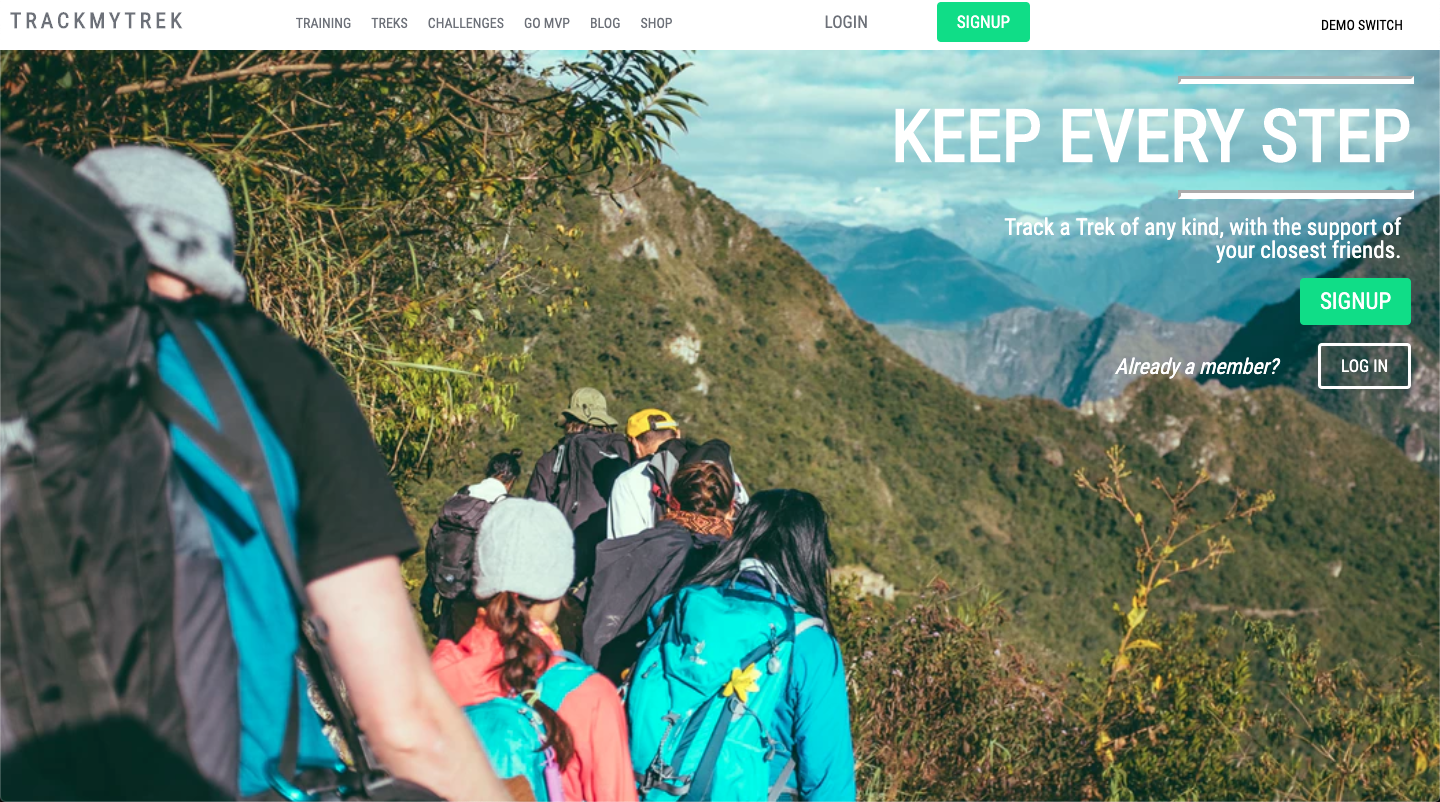 TRACKMYTREK
TRAINING TREKS CHALLENGES GO MVP BLOG SHOP LOGIN SIGNUP DEMO SWITCH
KEEP EVERY STEP
Track a Trek of any kind, with the support of
your closest friends.
SIGNUP
Already a member? LOG IN